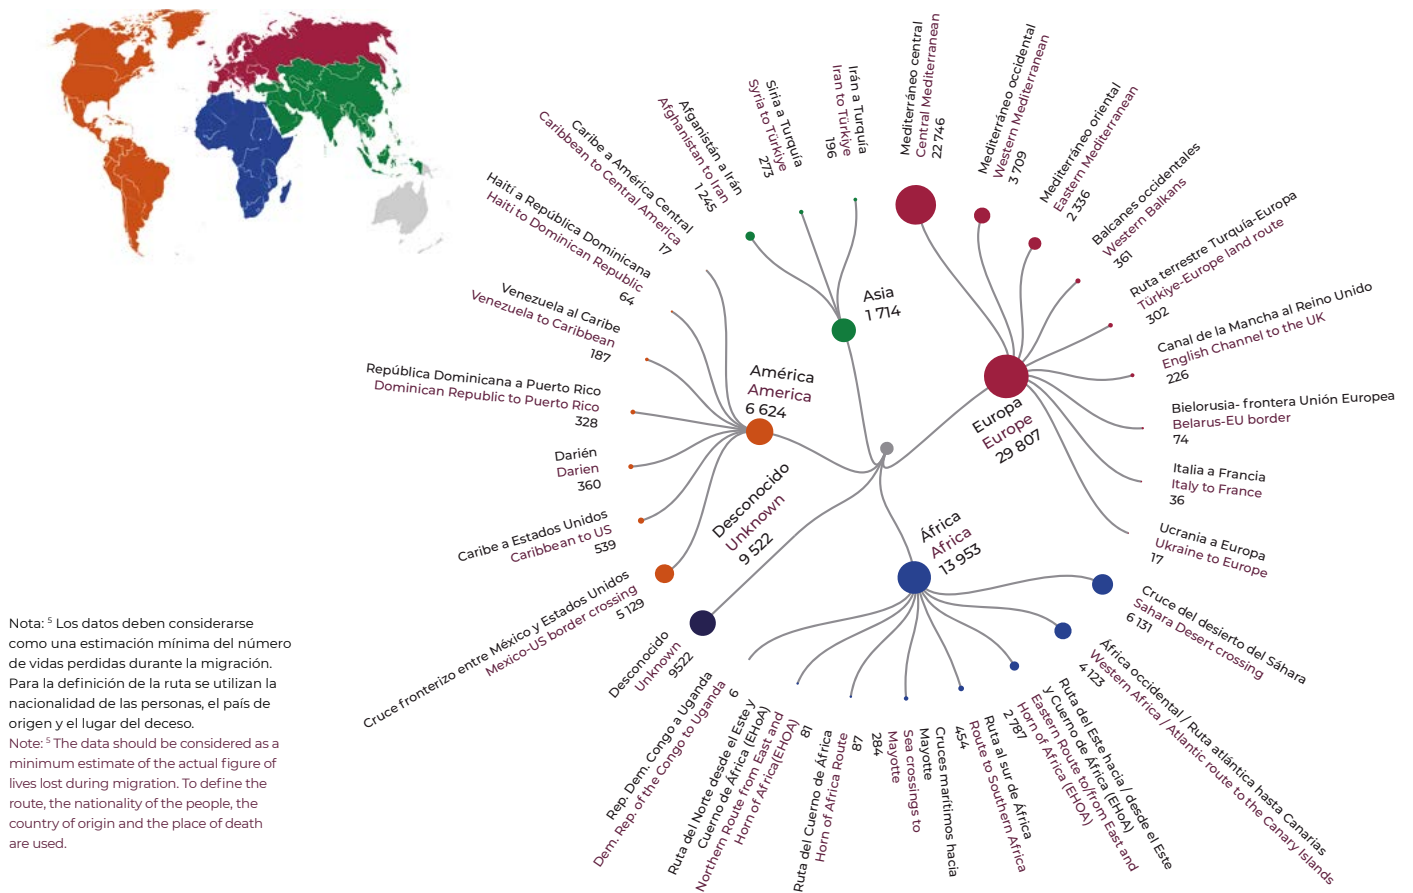 Mediterráneo central
Central Mediterranean
22 746
Mediterráneo occidental
Western Mediterranean
3 709
Mediterráneo oriental
Eastern Mediterranean
2 336
Balcanes occidentales
Western Balkans
361
Ruta terrestre Turquía-Europa
Türkiye-Europe land route
302
Canal de la Mancha al Reino Unido
English Channel to the UK
226
Bielorusia- frontera Unión Europea
Belarus-EU border
74
Italia a Francia
Italy to France
36
Ucrania a Europa
Ukraine to Europe
17
Europa
Europe
29 807
Irán a Turquía
Iran to Türkiye
196
Siria a Turquía
Syria to Türkiye
273
Afganistán a Irán
Afghanistan to Iran
1 245
Asia
1 714
Caribe a América Central
Caribbean to Central America
17
Haití a República Dominicana
Haiti to Dominican Republic
64
Venezuela al Caribe
Venezuela to Caribbean
187
República Dominicana a Puerto Rico
Dominican Republic to Puerto Rico
328
Darién
Darien
360
Caribe a Estados Unidos
Caribbean to US
539
Cruce fronterizo entre México y Estados Unidos
Mexico-US border crossing
5 129
América
America
6 624
Desconocido
Unknown
9 522
Desconocido
Unknown
9522
África
Africa
13 953
Cruce del desierto del Sáhara
Sahara Desert crossing
6 131
África occidental / Ruta atlántica hasta Canarias
Western Africa / Atlantic route to the Canary Islands
4 123
Ruta del Este hacia / desde el Este
y Cuerno de África (EHoA)
Eastern Route to/from East and
Horn of Africa (EHOA)
2 787
Ruta al sur de África
Route to Southern Africa
454
Cruces marítimos hacia
Mayotte
Sea crossings to
Mayotte
284
Ruta del Cuerno de África
Horn of Africa Route
87
Ruta del Norte desde el Este y
Cuerno de África (EHoA)
Northern Route from East and
Horn of Africa(EHOA)
81
Rep. Dem. Congo a Uganda
Dem. Rep. of the Congo to Uganda
6
Nota: ⁵ Los datos deben considerarse
como una estimación mínima del número
de vidas perdidas durante la migración.
Para la definición de la ruta se utilizan la
nacionalidad de las personas, el país de
origen y el lugar del deceso.
Note: ⁵ The data should be considered as a
minimum estimate of the actual figure of
lives lost during migration. To define the
route, the nationality of the people, the
country of origin and the place of death
are used.